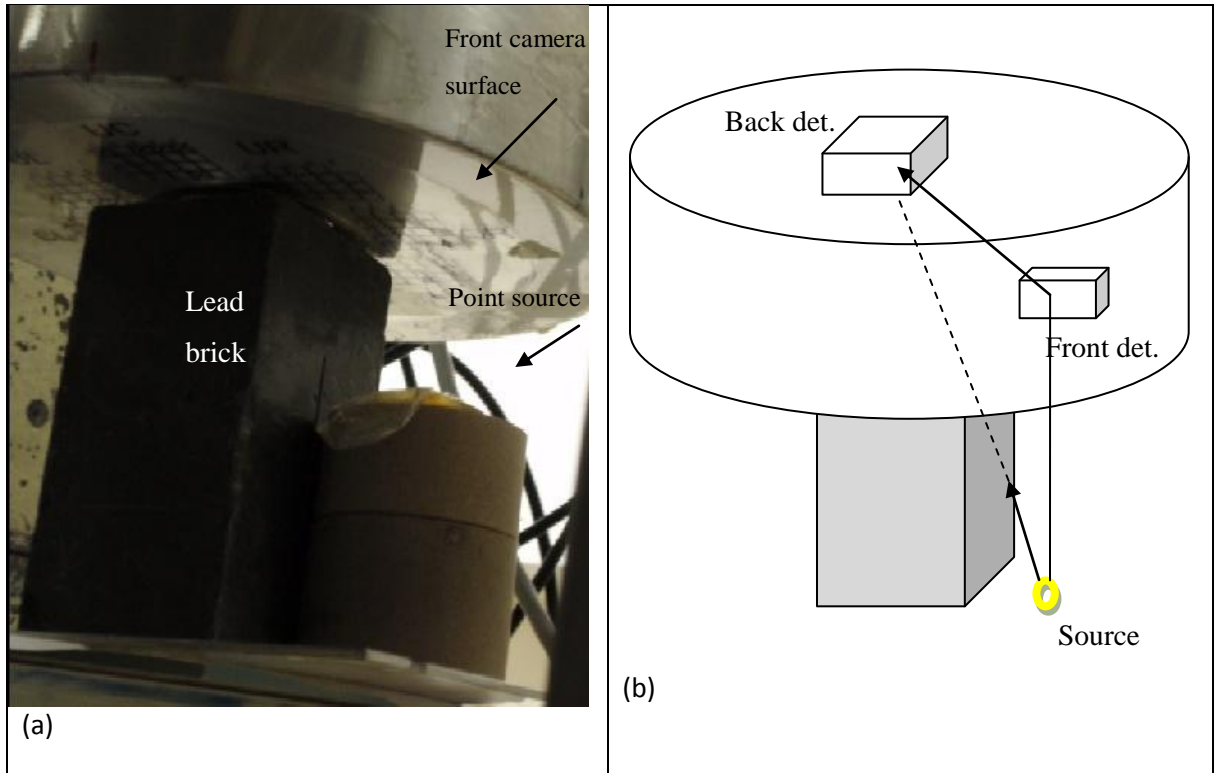 Front camera
surface
Lead
brick
Point source
(a)
Back det.
Front det.
Source
(b)